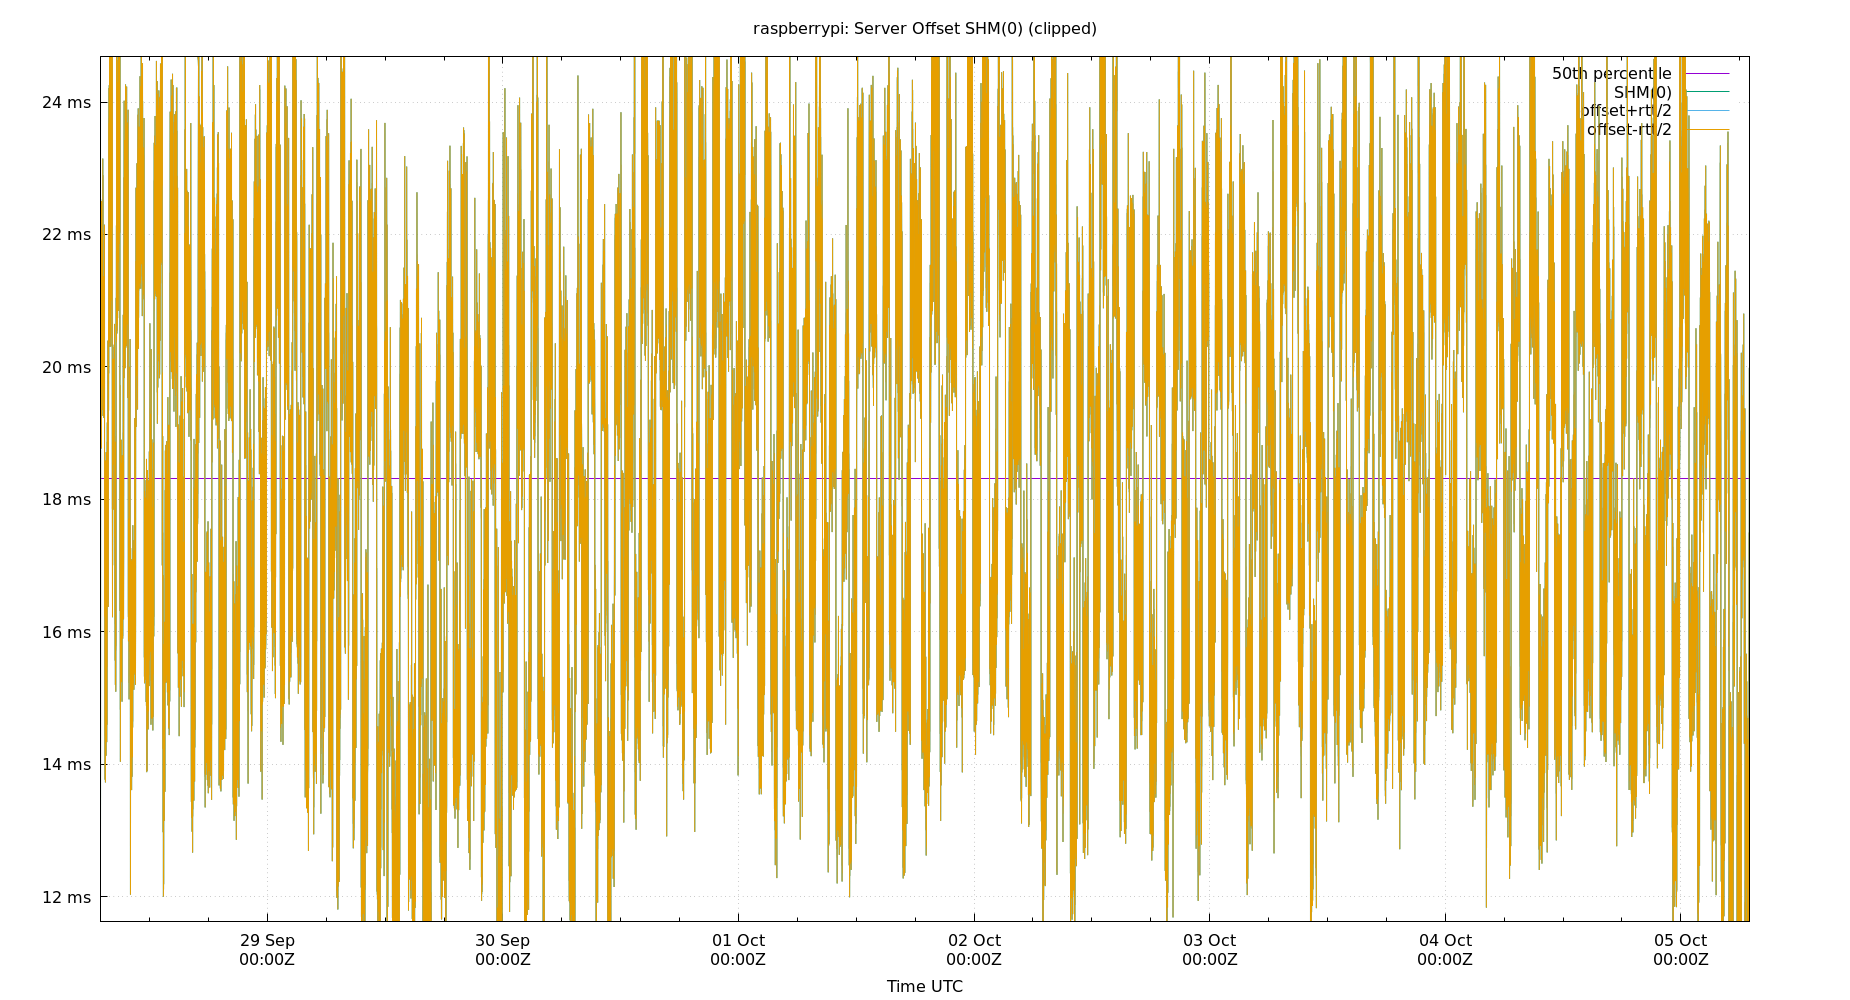 raspberrypi: Server Offset SHM(0) (clipped)
50th percentile
SHM(0)
offset+rtt/2
offset-rtt/2
24 ms
22 ms
20 ms
18 ms
16 ms
14 ms
12 ms
29 Sep 30 Sep 01 Oct 02 Oct 03 Oct 04 Oct 05 Oct
00:00Z 00:00Z 00:00Z 00:00Z 00:00Z 00:00Z 00:00Z
Time UTC